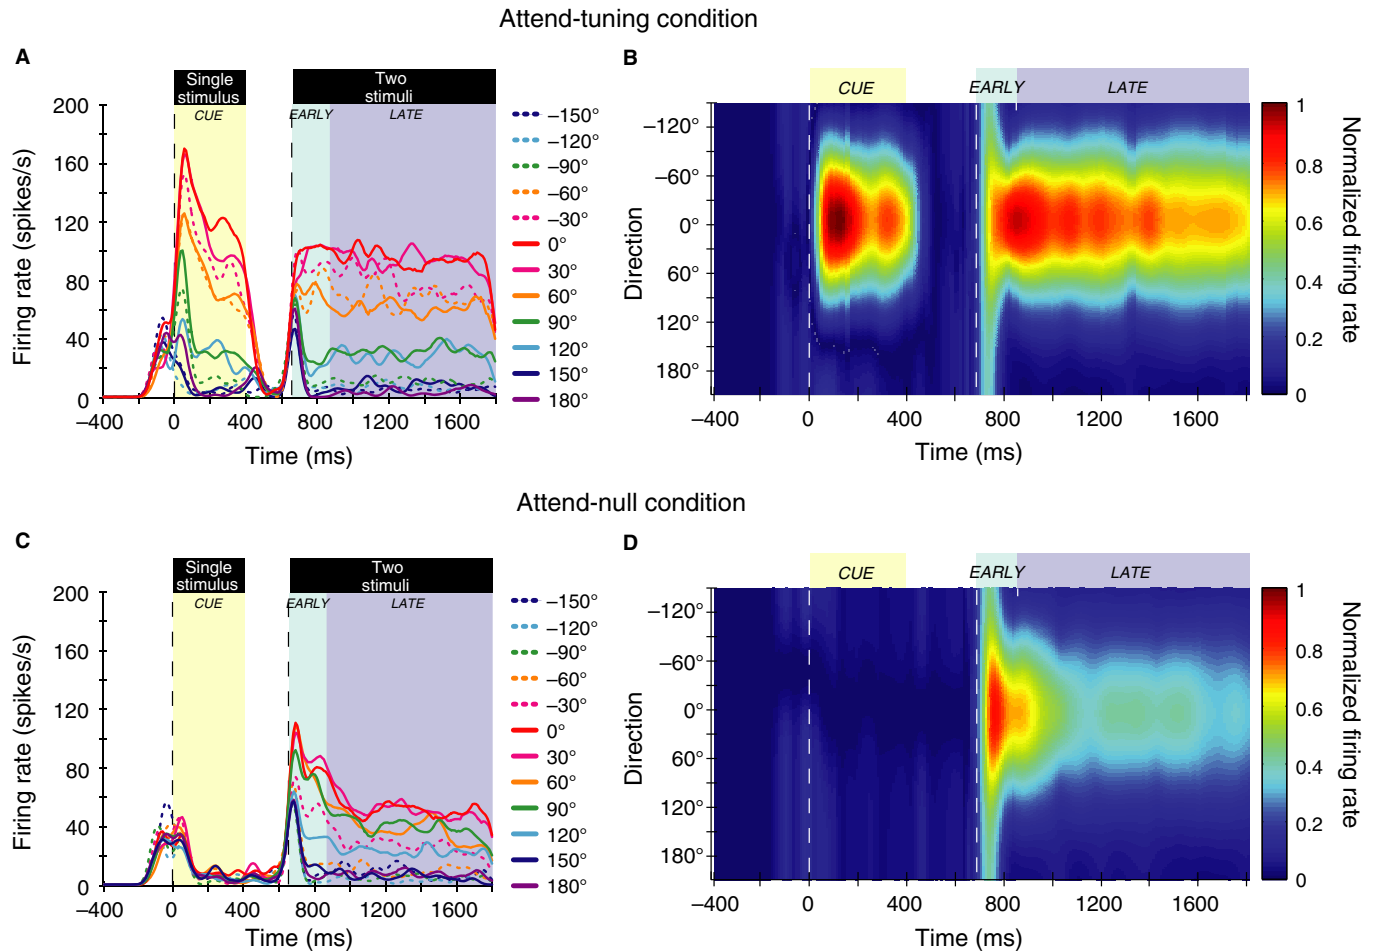 Attend-tuning condition
A
Single
stimulus
Two
stimuli
CUE
EARLY
LATE
Firing rate (spikes/s)
200
160
120
80
40
0
–400
0
400
800
1200
1600
Time (ms)
–150°
–120°
–90°
–60°
–30°
0°
30°
60°
90°
120°
150°
180°
B
CUE
EARLY
LATE
Direction
–120°
–60°
0°
60°
120°
180°
–400
0
400
800
1200
1600
Time (ms)
1
0.8
0.6
0.4
0.2
0
Normalized firing rate
Attend-null condition
C
Single
stimulus
Two
stimuli
CUE
EARLY
LATE
Firing rate (spikes/s)
200
160
120
80
40
0
–400
0
400
800
1200
1600
Time (ms)
–150°
–120°
–90°
–60°
–30°
0°
30°
60°
90°
120°
150°
180°
D
CUE
EARLY
LATE
Direction
–120°
–60°
0°
60°
120°
180°
–400
0
400
800
1200
1600
Time (ms)
1
0.8
0.6
0.4
0.2
0
Normalized firing rate